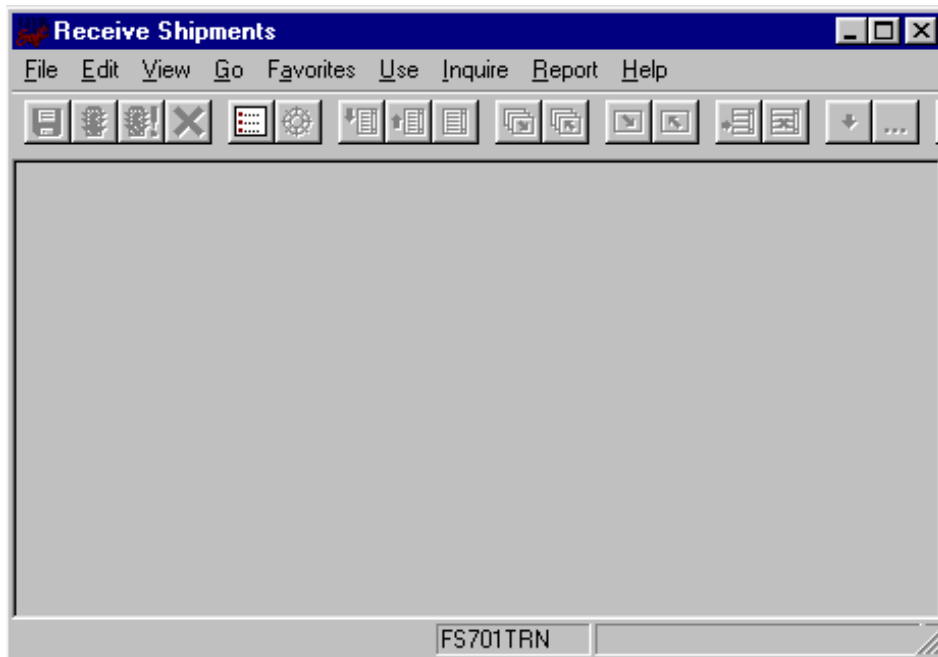 Receive Shipments
File Edit View Go Favorites Use Inquire Report Help
...
FS701TRN